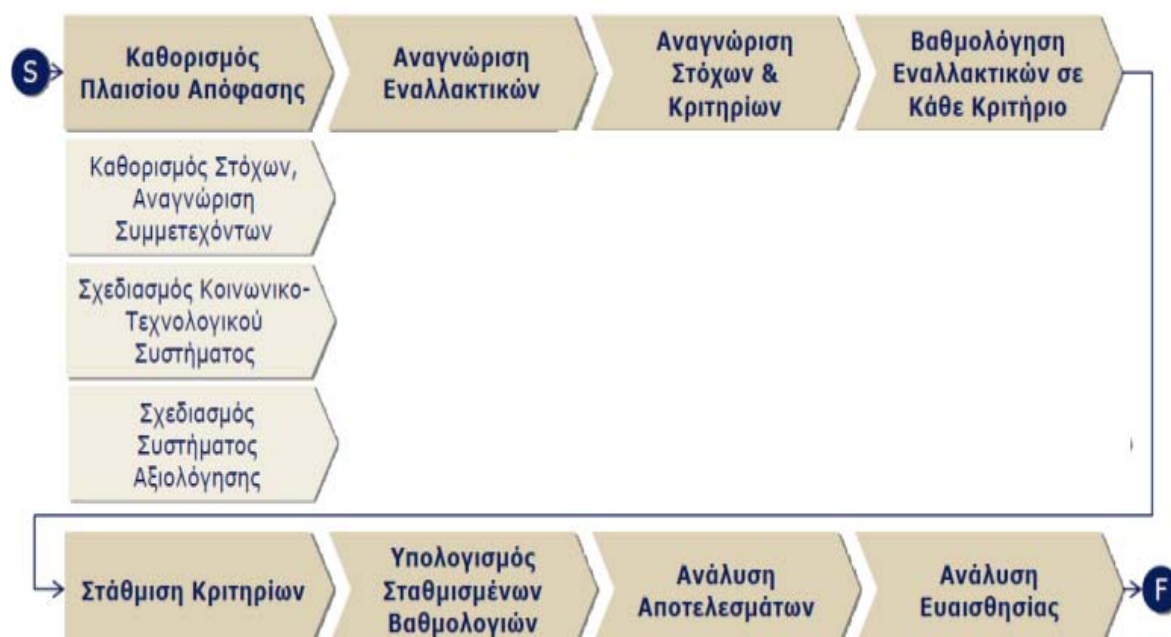 S
Καθορισμός
Πλαισίου Απόφασης
Αναγνώριση
Εναλλακτικών
Αναγνώριση
Στόχων &
Κριτηρίων
Βαθμολόγηση
Εναλλακτικών σε
Κάθε Κριτήριο
Καθορισμός Στόχων,
Αναγνώριση
Συμμετεχόντων
Σχεδιασμός Κοινωνικο-
Τεχνολογικού
Συστήματος
Σχεδιασμός
Συστήματος
Αξιολόγησης
Στάθμιση Κριτηρίων
Υπολογισμός
Σταθμισμένων
Βαθμολογιών
Ανάλυση
Αποτελεσμάτων
Ανάλυση
Ευαισθησίας
F